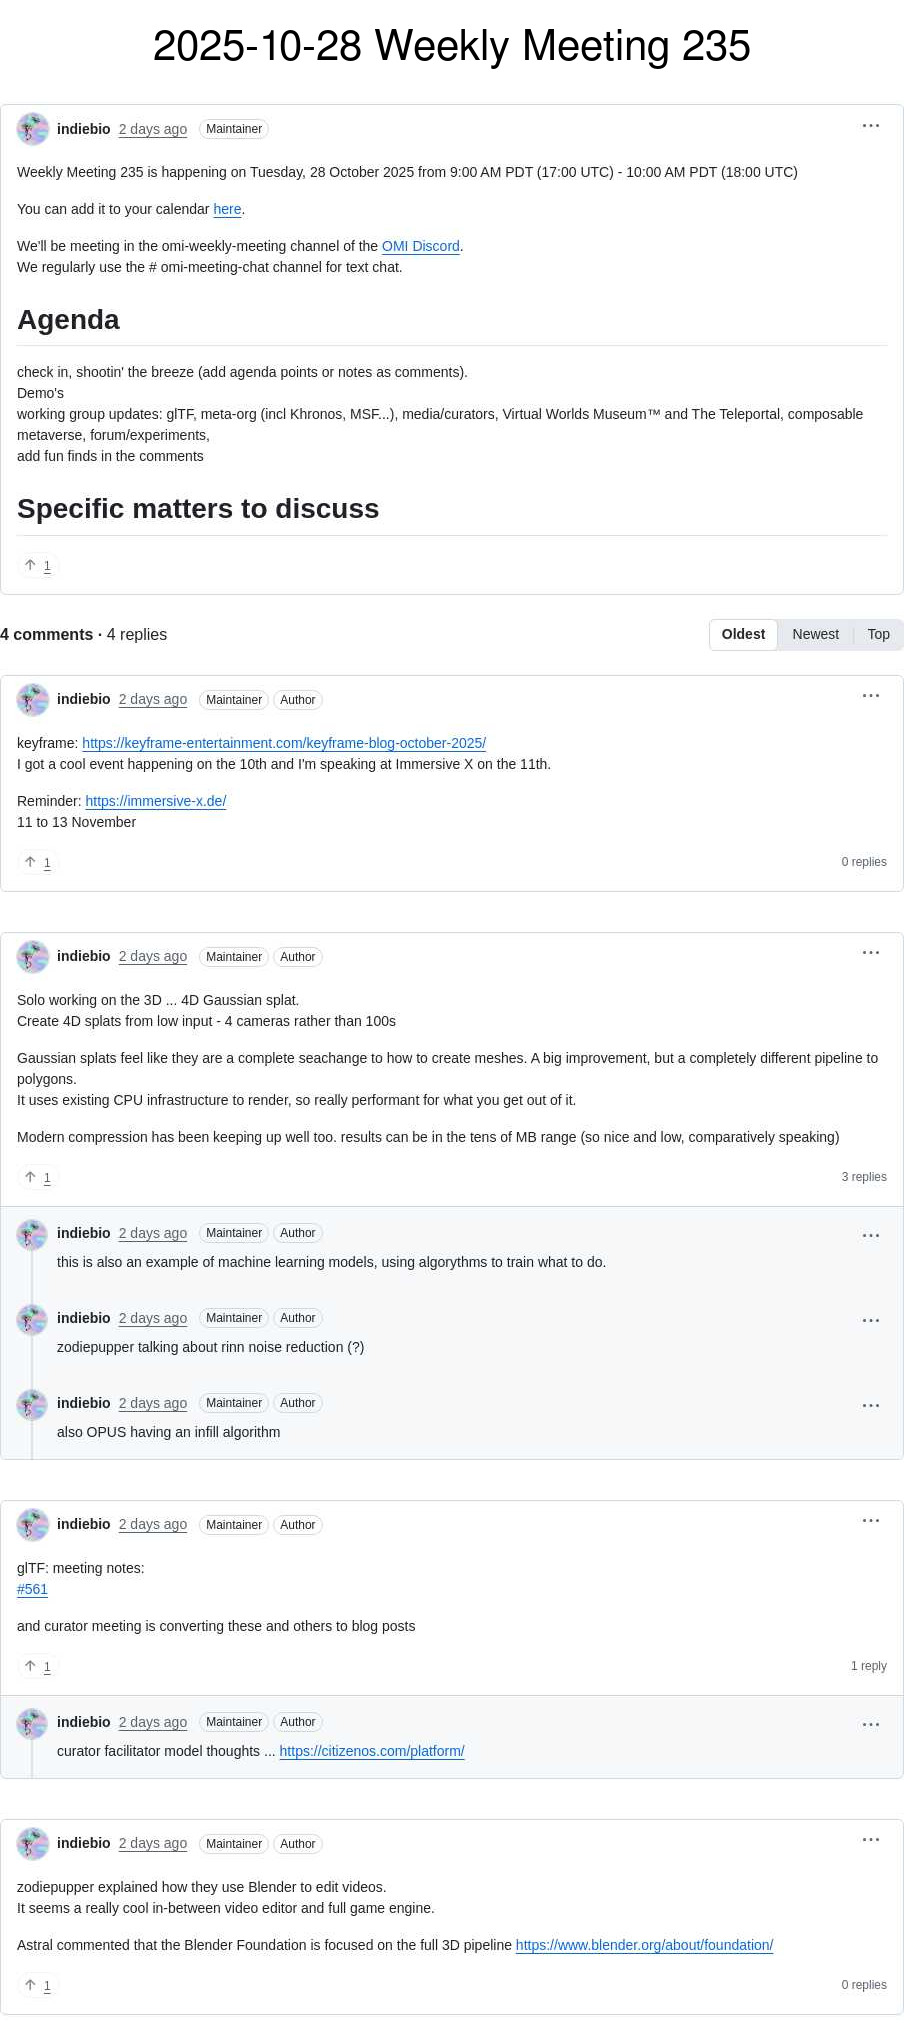 2025-10-28 Weekly Meeting 235
indiebio 2 days ago Maintainer
Weekly Meeting 235 is happening on Tuesday, 28 October 2025 from 9:00 AM PDT (17:00 UTC) - 10:00 AM PDT (18:00 UTC)
You can add it to your calendar here.
We'll be meeting in the omi-weekly-meeting channel of the OMI Discord.
We regularly use the # omi-meeting-chat channel for text chat.
Agenda
check in, shootin' the breeze (add agenda points or notes as comments).
Demo's
working group updates: glTF, meta-org (incl Khronos, MSF...), media/curators, Virtual Worlds Museum™ and The Teleportal, composable
metaverse, forum/experiments,
add fun finds in the comments
Specific matters to discuss
↑ 1
4 comments · 4 replies Oldest Newest Top
indiebio 2 days ago Maintainer Author
keyframe: https://keyframe-entertainment.com/keyframe-blog-october-2025/
I got a cool event happening on the 10th and I'm speaking at Immersive X on the 11th.
Reminder: https://immersive-x.de/
11 to 13 November
↑ 1 0 replies
indiebio 2 days ago Maintainer Author
Solo working on the 3D ... 4D Gaussian splat.
Create 4D splats from low input - 4 cameras rather than 100s
Gaussian splats feel like they are a complete seachange to how to create meshes. A big improvement, but a completely different pipeline to
polygons.
It uses existing CPU infrastructure to render, so really performant for what you get out of it.
Modern compression has been keeping up well too. results can be in the tens of MB range (so nice and low, comparatively speaking)
↑ 1 3 replies
indiebio 2 days ago Maintainer Author
this is also an example of machine learning models, using algorythms to train what to do.
indiebio 2 days ago Maintainer Author
zodiepupper talking about rinn noise reduction (?)
indiebio 2 days ago Maintainer Author
also OPUS having an infill algorithm
indiebio 2 days ago Maintainer Author
glTF: meeting notes:
#561
and curator meeting is converting these and others to blog posts
↑ 1 1 reply
indiebio 2 days ago Maintainer Author
curator facilitator model thoughts ... https://citizenos.com/platform/
indiebio 2 days ago Maintainer Author
zodiepupper explained how they use Blender to edit videos.
It seems a really cool in-between video editor and full game engine.
Astral commented that the Blender Foundation is focused on the full 3D pipeline https://www.blender.org/about/foundation/
↑ 1 0 replies